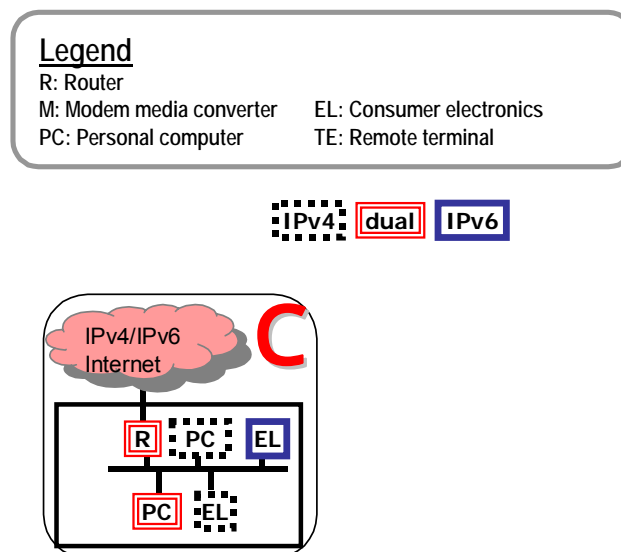 Legend
R: Router
M: Modem media converter EL: Consumer electronics
PC: Personal computer TE: Remote terminal
IPv4 dual IPv6
C
IPv4/IPv6
Internet
R PC EL
PC EL